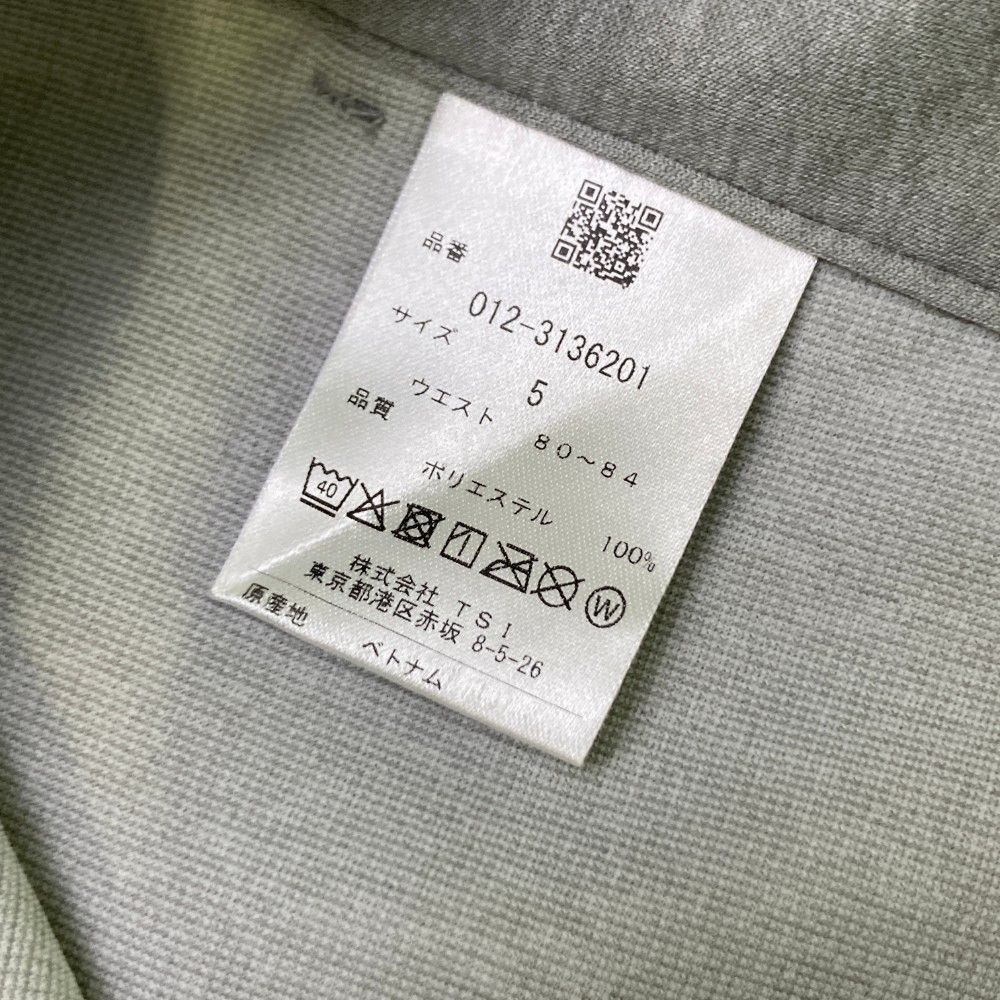 品番
012-3136201
サイズ
5
ウエスト 80~84
品質
ポリエステル 100%
40
W
株式会社 TSI
東京都港区赤坂 8-5-26
原産地 ベトナム